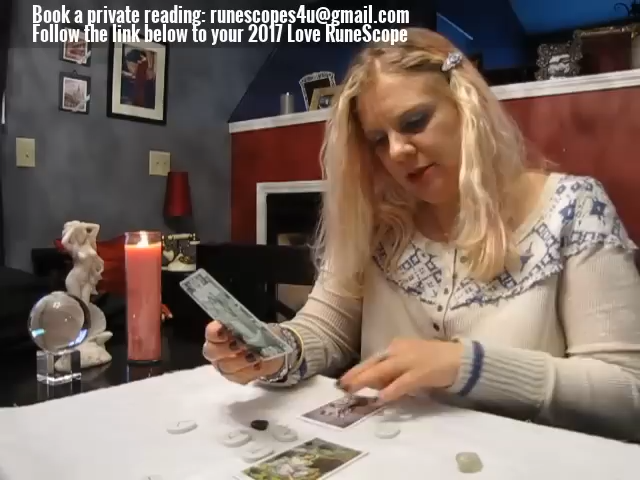 Book a private reading: runescopes4u@gmail.com
Follow the link below to your 2017 Love RuneScope